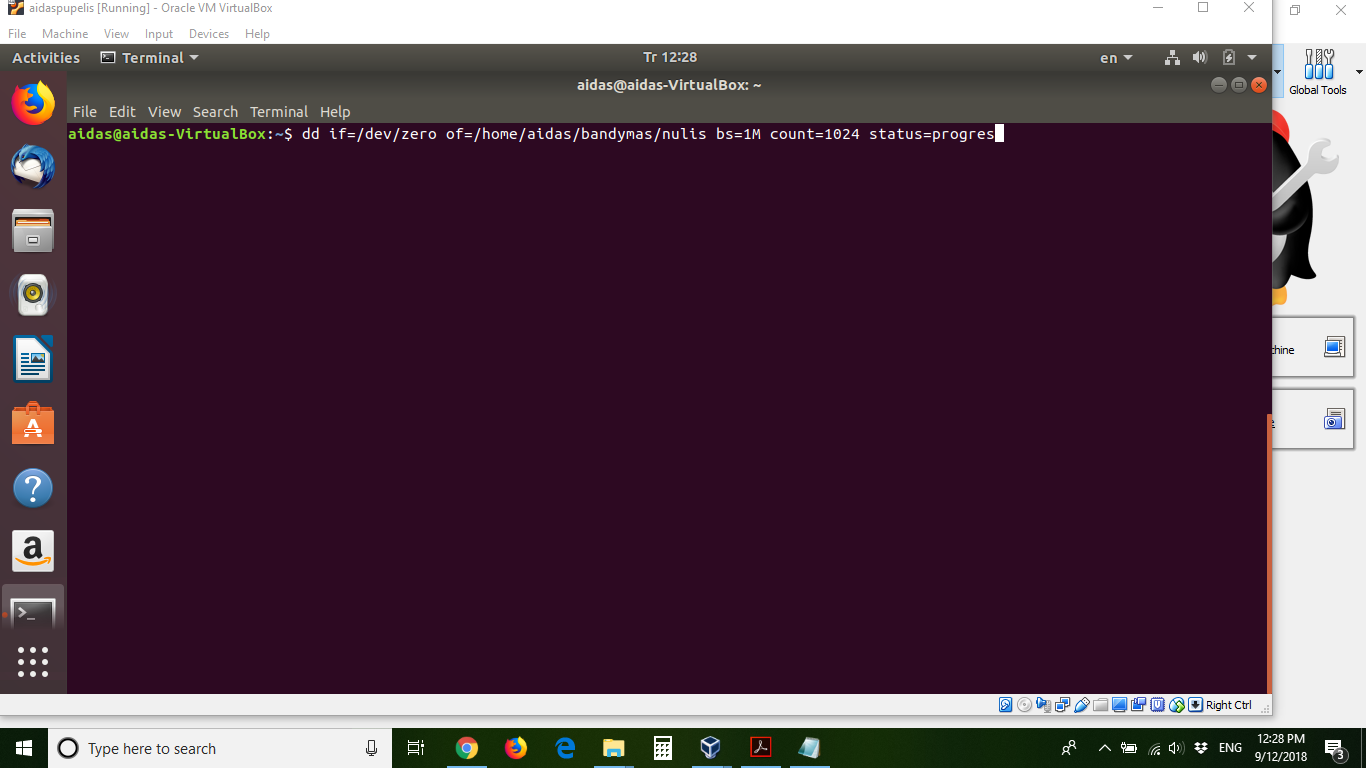 aidaspupelis [Running] - Oracle VM VirtualBox
File Machine View Input Devices Help
Activities Terminal Tr 12:28 en
Global Tools
aidas@aidas-VirtualBox: ~
File Edit View Search Terminal Help
aidas@aidas-VirtualBox:~$ dd if=/dev/zero of=/home/aidas/bandymas/nulis bs=1M count=1024 status=progres
Right Ctrl
Type here to search
ENG
12:28 PM
9/12/2018
3